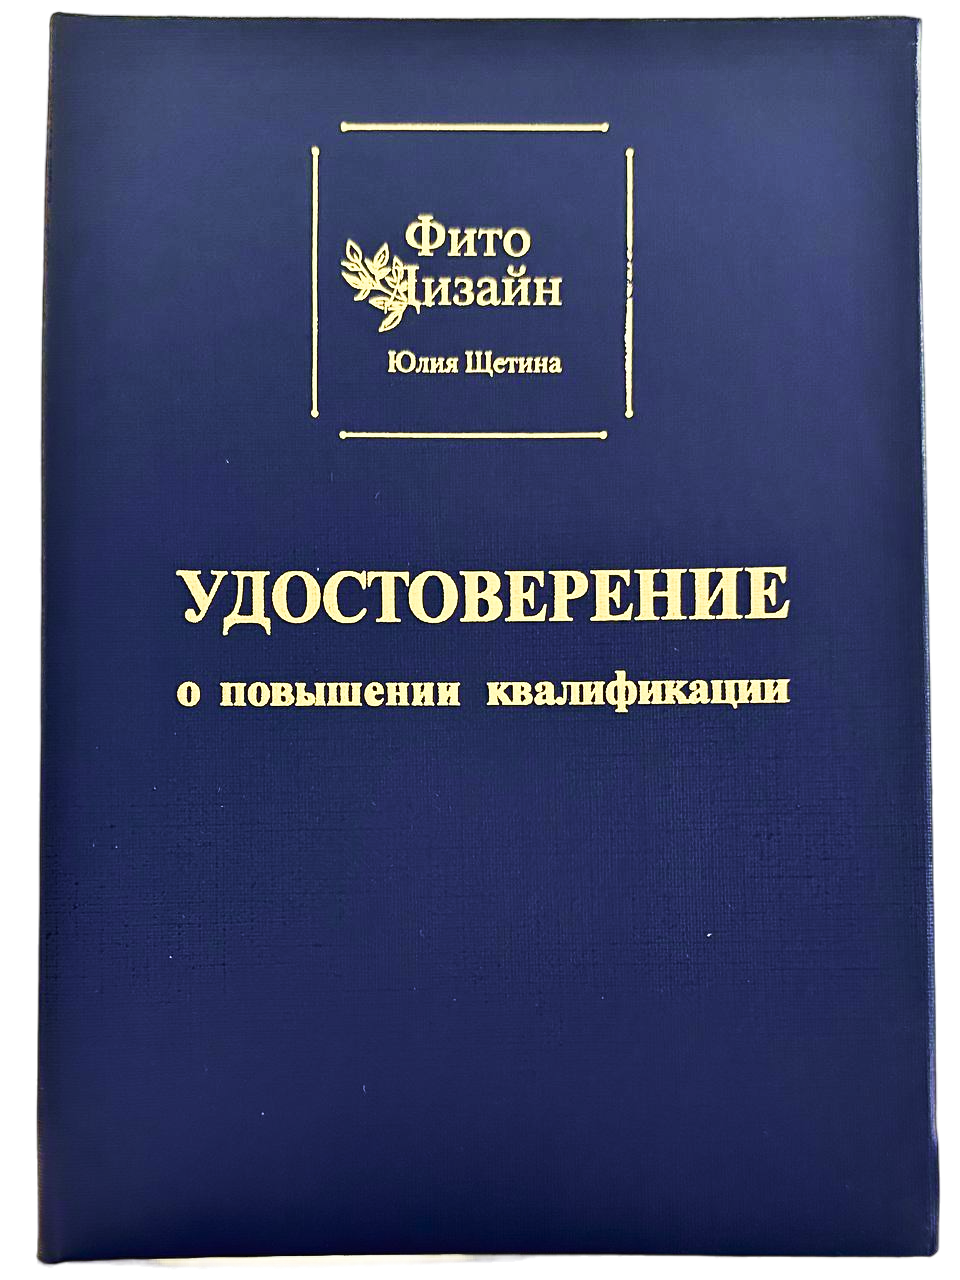 Фито
Дизайн
Юлия Щетина
УДОСТОВЕРЕНИЕ
о повышении квалификации